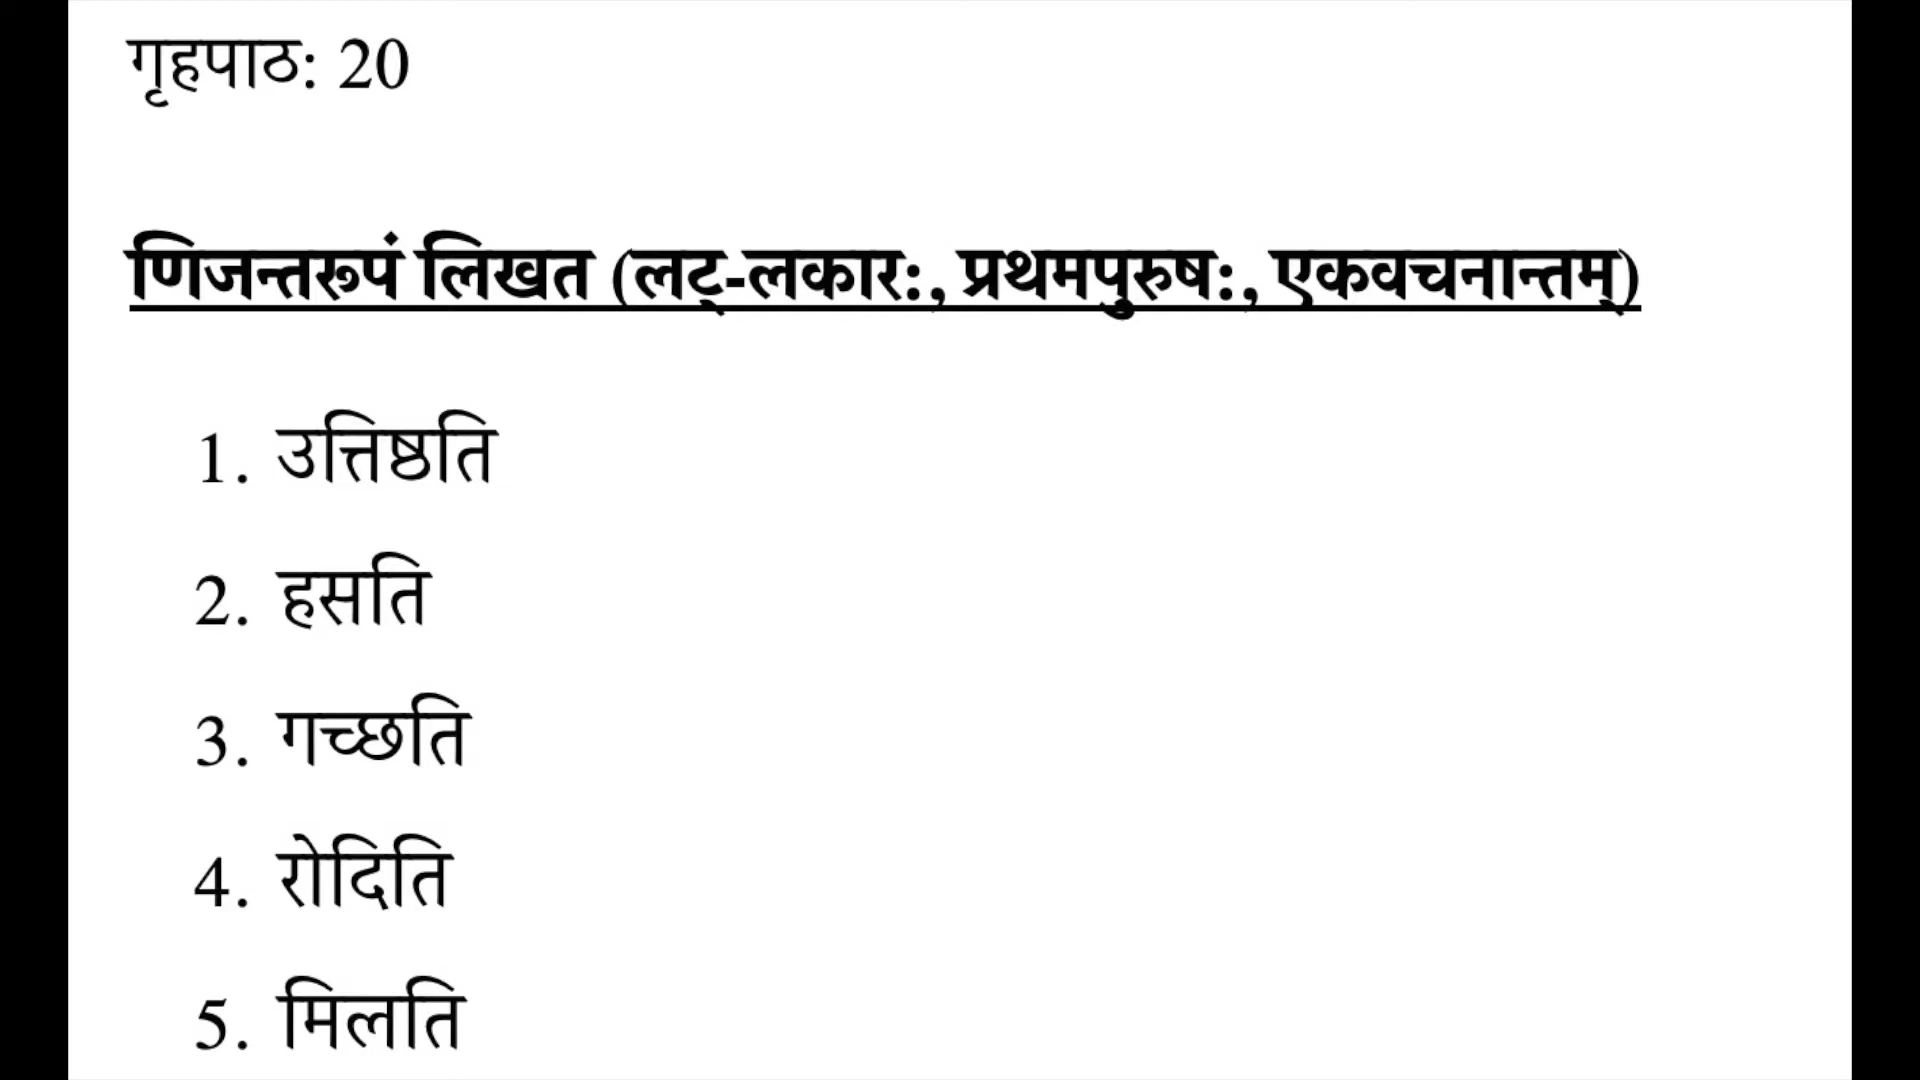 गृहपाठ: 20
णिजन्तरूपं लिखत (लट्-लकार:, प्रथमपुरुष:, एकवचनान्तम्)
1. उत्तिष्ठति
2. हसति
3. गच्छति
4. रोदिति
5. मिलति